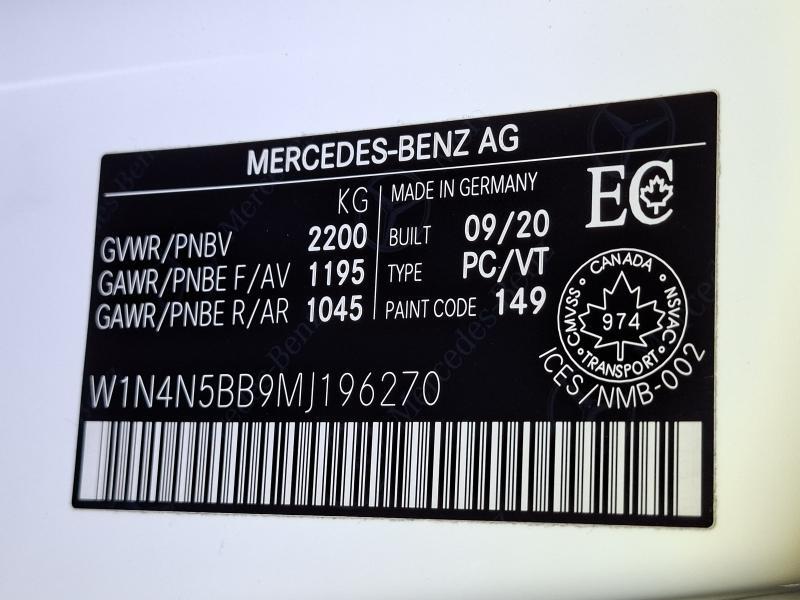 MERCEDES-BENZ AG
KG
GVWR/PNBV 2200
GAWR/PNBE F/AV 1195
GAWR/PNBE R/AR 1045
MADE IN GERMANY
BUILT 09/20
TYPE PC/VT
PAINT CODE 149
EC
CANADA
CMVSS 974 NSVAC
TRANSPORT
ICES/NMB-002
W1N4N5BB9MJ196270